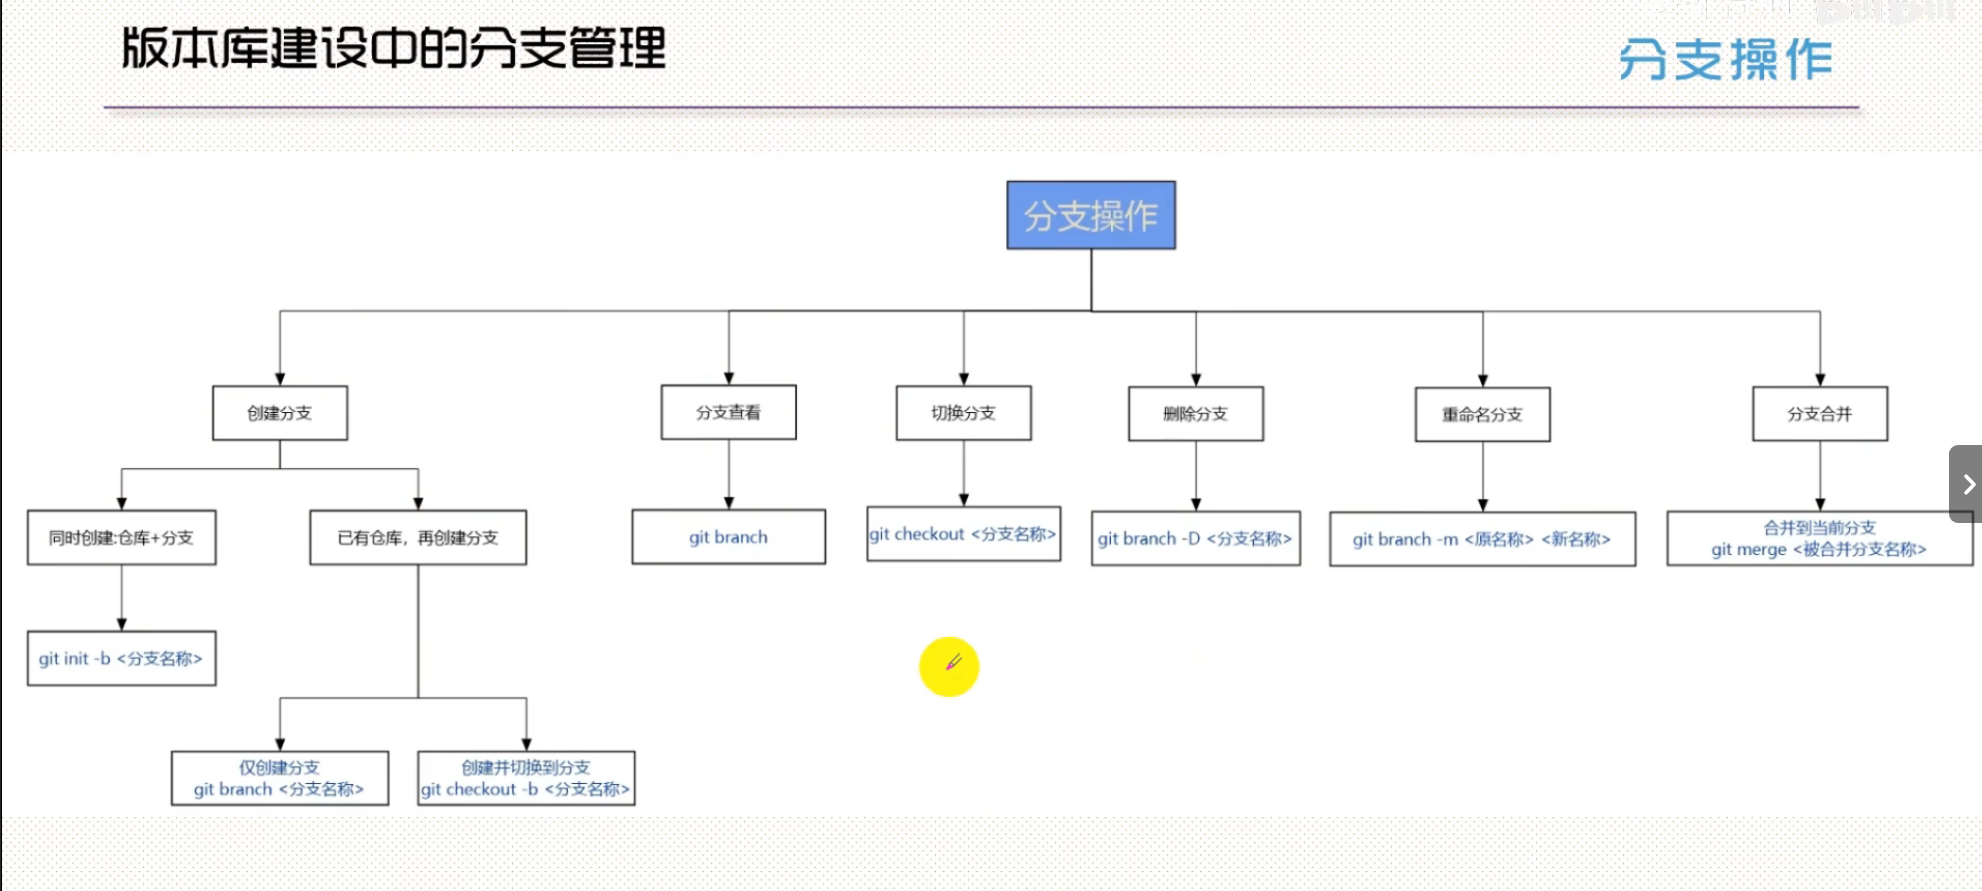 版本库建设中的分支管理
分支操作
分支操作
创建分支
分支查看
切换分支
删除分支
重命名分支
分支合并
同时创建:仓库+分支
已有仓库，再创建分支
git branch
git checkout <分支名称>
git branch -D <分支名称>
git branch -m <原名称> <新名称>
合并到当前分支
git merge <被合并分支名称>
git init -b <分支名称>
仅创建分支
git branch <分支名称>
创建并切换到分支
git checkout -b <分支名称>